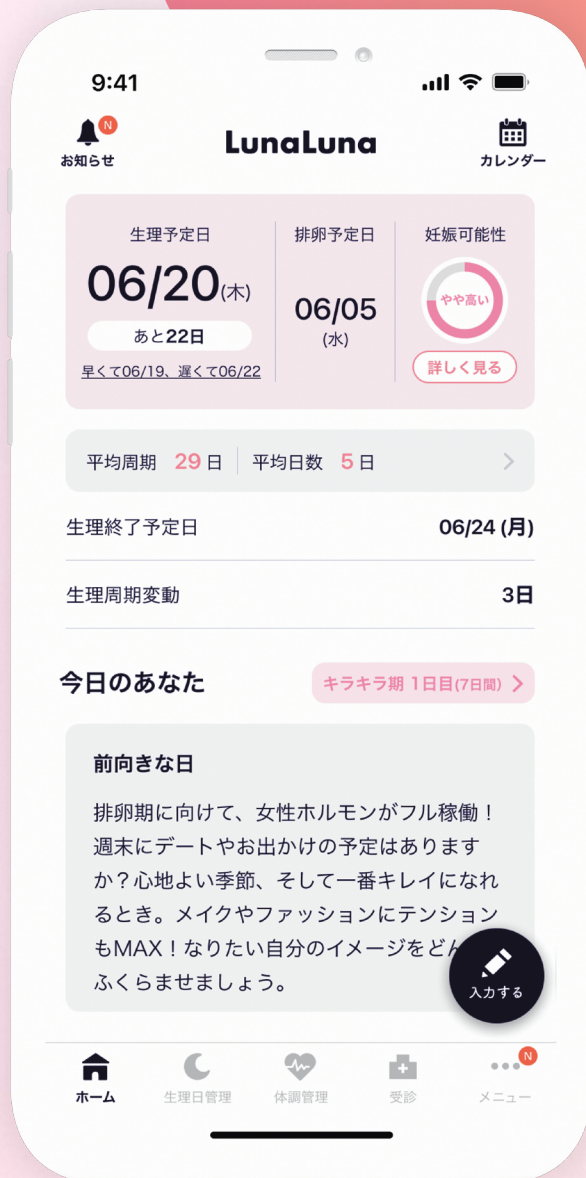 9:41
N
お知らせ
LunaLuna
カレンダー
生理予定日
06/20(木)
あと22日
早くて06/19、遅くて06/22
排卵予定日
06/05
(水)
妊娠可能性
やや高い
詳しく見る
平均周期 29日 平均日数 5日
生理終了予定日 06/24 (月)
生理周期変動 3日
今日のあなた キラキラ期 1日目(7日間)
前向きな日
排卵期に向けて、女性ホルモンがフル稼働！
週末にデートやお出かけの予定はあります
か？心地よい季節、そして一番キレイになれ
るとき。メイクやファッションにテンション
もMAX！なりたい自分のイメージをどん
ふくらませましょう。
入力する
ホーム
生理日管理
体調管理
受診
N
メニュー